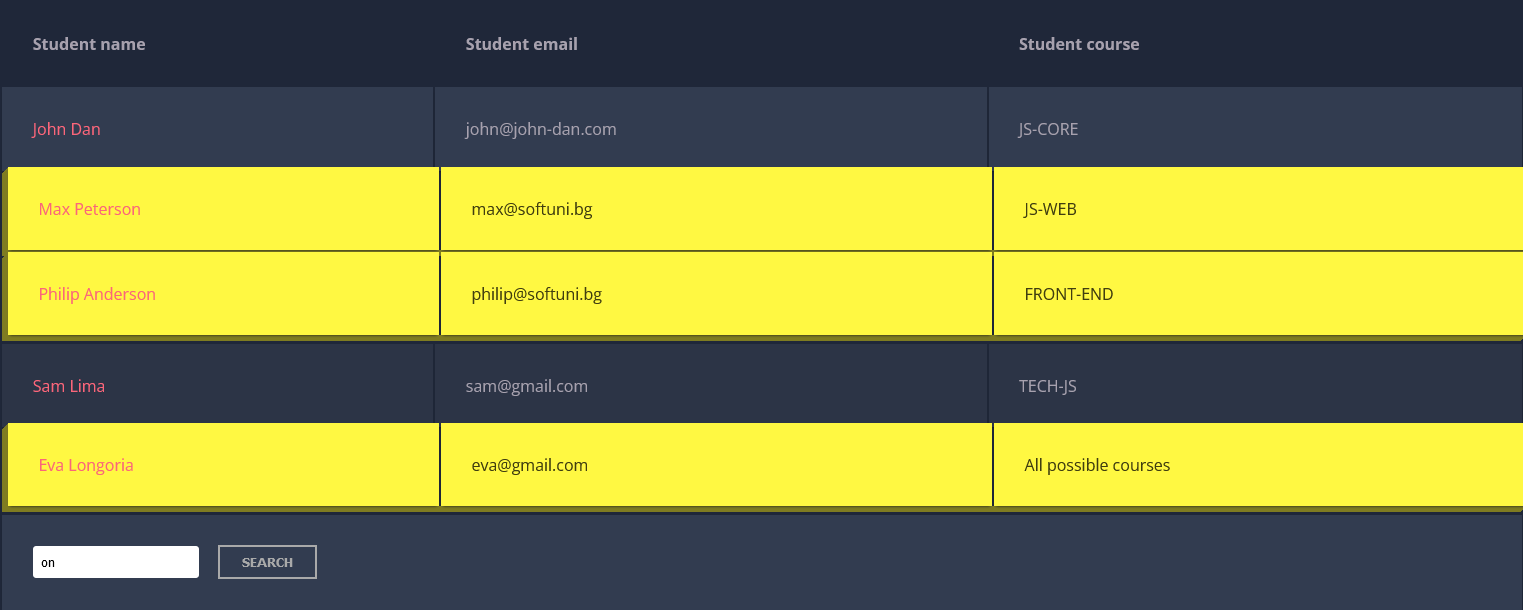 Student name Student email Student course
John Dan john@john-dan.com JS-CORE
Max Peterson max@softuni.bg JS-WEB
Philip Anderson philip@softuni.bg FRONT-END
Sam Lima sam@gmail.com TECH-JS
Eva Longoria eva@gmail.com All possible courses
on SEARCH